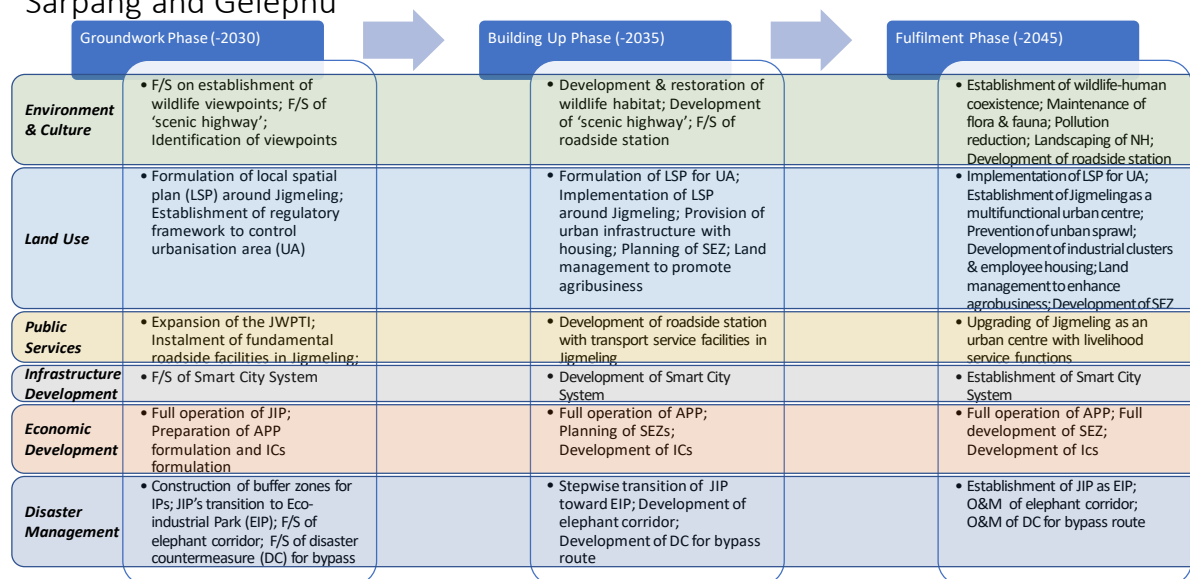 Sarpang and Gelephu
Groundwork Phase (-2030)
Building Up Phase (-2035)
Fulfilment Phase (-2045)
Environment
& Culture
• F/S on establishment of
wildlife viewpoints; F/S of
‘scenic highway’;
Identification of viewpoints
• Development & restoration of
wildlife habitat; Development
of ‘scenic highway’; F/S of
roadside station
• Establishment of wildlife-human
coexistence; Maintenance of
flora & fauna; Pollution
reduction; Landscaping of NH;
Development of roadside station
Land Use
• Formulation of local spatial
plan (LSP) around Jigmeling;
Establishment of regulatory
framework to control
urbanisation area (UA)
• Formulation of LSP for UA;
Implementation of LSP
around Jigmeling; Provision of
urban infrastructure with
housing; Planning of SEZ; Land
management to promote
agribusiness
• Implementation of LSP for UA;
Establishment of Jigmeling as a
multifunctional urban centre;
Prevention of unban sprawl;
Development of industrial clusters
& employee housing; Land
management to enhance
agrobusiness; Development of SEZ
Public
Services
• Expansion of the JWPTI;
Instalment of fundamental
roadside facilities in Jigmeling;
• Development of roadside station
with transport service facilities in
Jigmeling
• Upgrading of Jigmeling as an
urban centre with livelihood
service functions
Infrastructure
Development
• F/S of Smart City System
• Development of Smart City
System
• Establishment of Smart City
System
Economic
Development
• Full operation of JIP;
Preparation of APP
formulation and ICs
formulation
• Full operation of APP;
Planning of SEZs;
Development of ICs
• Full operation of APP; Full
development of SEZ;
Development of Ics
Disaster
Management
• Construction of buffer zones for
IPs; JIP’s transition to Eco-
industrial Park (EIP); F/S of
elephant corridor; F/S of disaster
countermeasure (DC) for bypass
• Stepwise transition of JIP
toward EIP; Development of
elephant corridor;
Development of DC for bypass
route
• Establishment of JIP as EIP;
O&M of elephant corridor;
O&M of DC for bypass route